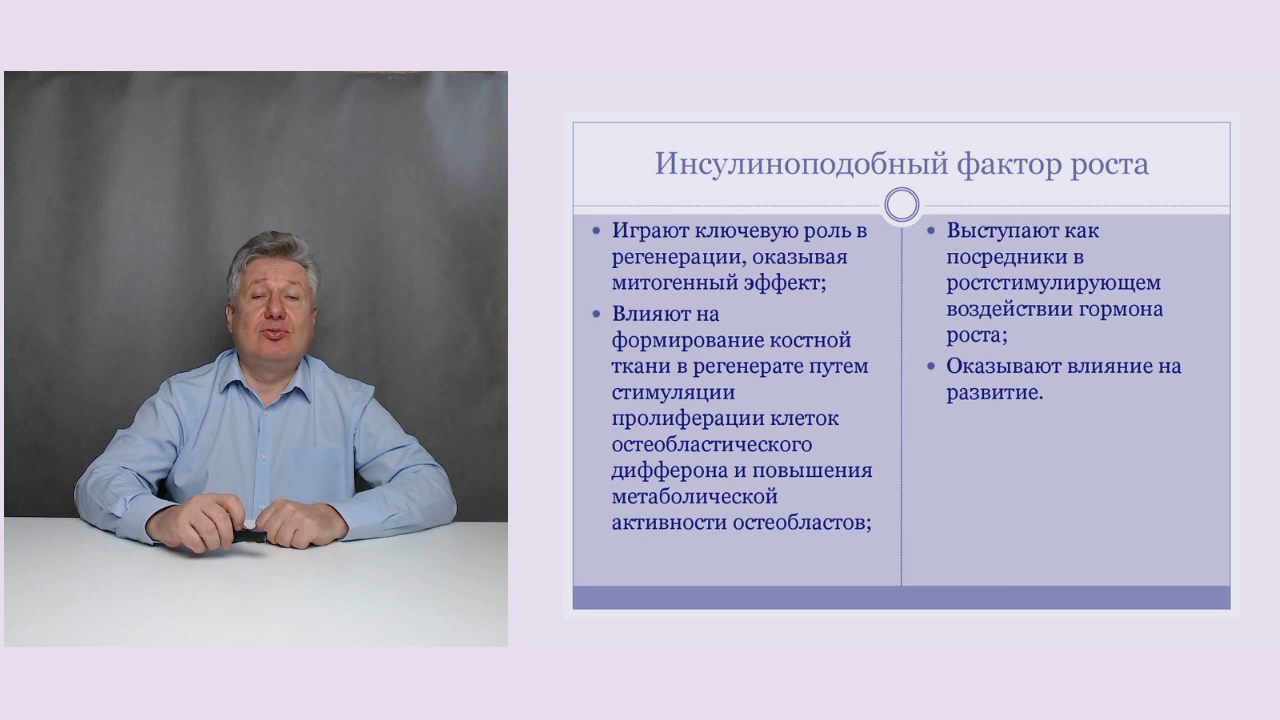 Инсулиноподобный фактор роста
Играют ключевую роль в
регенерации, оказывая
митогенный эффект;
Влияют на
формирование костной
ткани в регенерате путем
стимуляции
пролиферации клеток
остеобластического
дифферона и повышения
метаболической
активности остеобластов;
Выступают как
посредники в
ростстимулирующем
воздействии гормона
роста;
Оказывают влияние на
развитие.